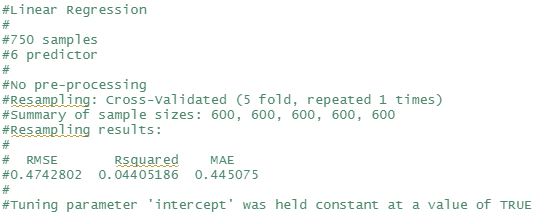 #Linear Regression
#
#750 samples
#6 predictor
#
#No pre-processing
#Resampling: Cross-Validated (5 fold, repeated 1 times)
#Summary of sample sizes: 600, 600, 600, 600, 600
#Resampling results:
#
#  RMSE       Rsquared    MAE
#0.4742802  0.04405186  0.445075
#
#Tuning parameter 'intercept' was held constant at a value of TRUE